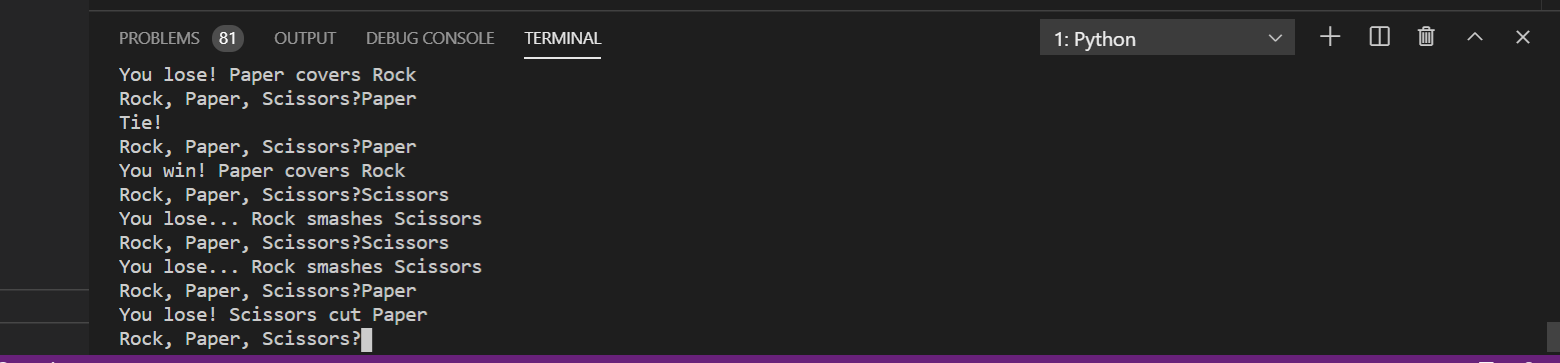 PROBLEMS 81 OUTPUT DEBUG CONSOLE TERMINAL 1: Python
You lose! Paper covers Rock
Rock, Paper, Scissors?Paper
Tie!
Rock, Paper, Scissors?Paper
You win! Paper covers Rock
Rock, Paper, Scissors?Scissors
You lose... Rock smashes Scissors
Rock, Paper, Scissors?Scissors
You lose... Rock smashes Scissors
Rock, Paper, Scissors?Paper
You lose! Scissors cut Paper
Rock, Paper, Scissors?